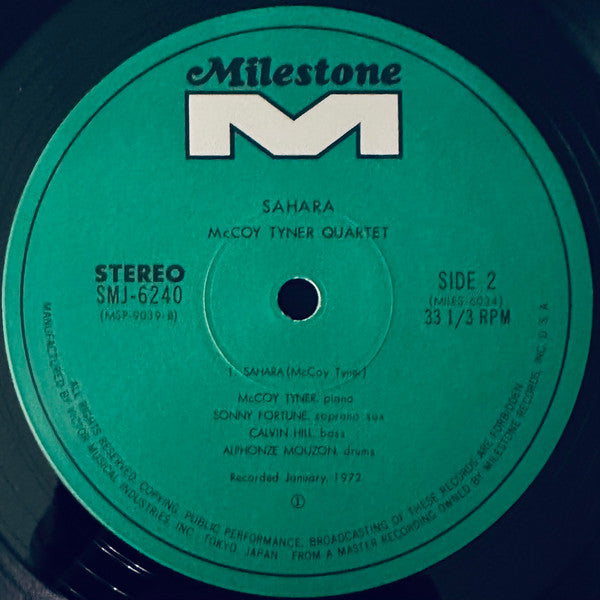 Milestone
M
SAHARA
McCOY TYNER QUARTET
STEREO
SMJ-6240
(MSP-9039-B)
SIDE 2
(MILES-6034)
33 1/3 RPM
1. SAHARA (McCoy Tyner)
McCOY TYNER, piano
SONNY FORTUNE, soprano sax
CALVIN HILL, bass
ALPHONZE MOUZON, drums
Recorded January, 1972
MANUFACTURED BY VICTOR MUSICAL INDUSTRIES, INC. · TOKYO JAPAN · FROM A MASTER RECORDING OWNED BY MILESTONE RECORDS, INC. U.S.A.
ALL RIGHTS RESERVED. COPYING, PUBLIC PERFORMANCE, BROADCASTING OF THESE RECORDS ARE FORBIDDEN